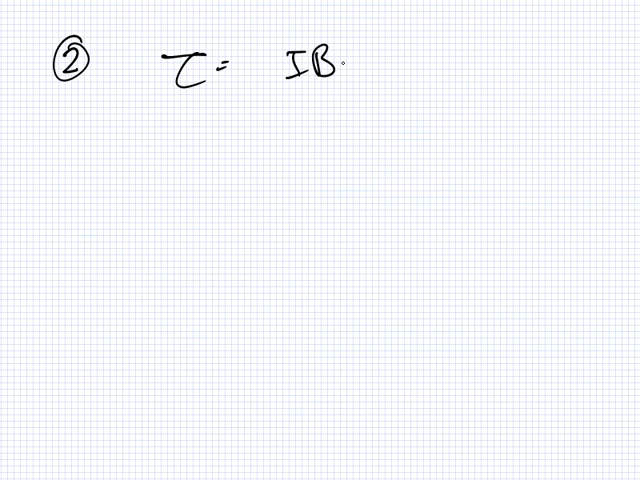 ② τ = IB